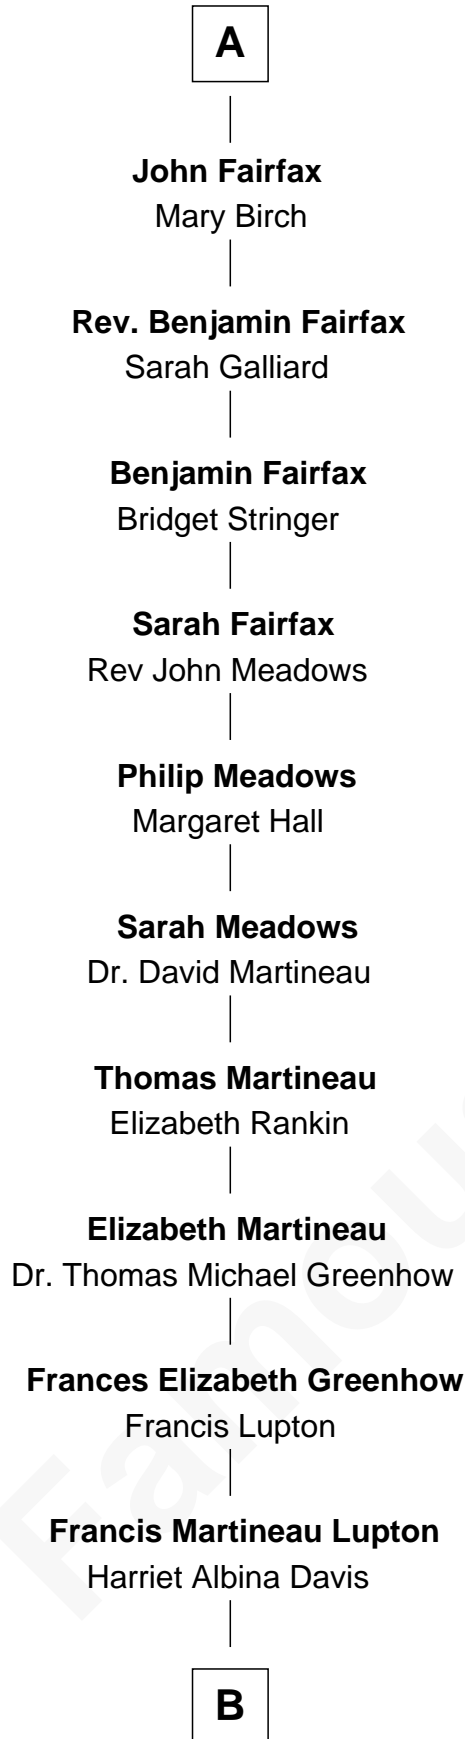 A
John Fairfax
Mary Birch
Rev. Benjamin Fairfax
Sarah Galliard
Benjamin Fairfax
Bridget Stringer
Sarah Fairfax
Rev John Meadows
Philip Meadows
Margaret Hall
Sarah Meadows
Dr. David Martineau
Thomas Martineau
Elizabeth Rankin
Elizabeth Martineau
Dr. Thomas Michael Greenhow
Frances Elizabeth Greenhow
Francis Lupton
Francis Martineau Lupton
Harriet Albina Davis
B